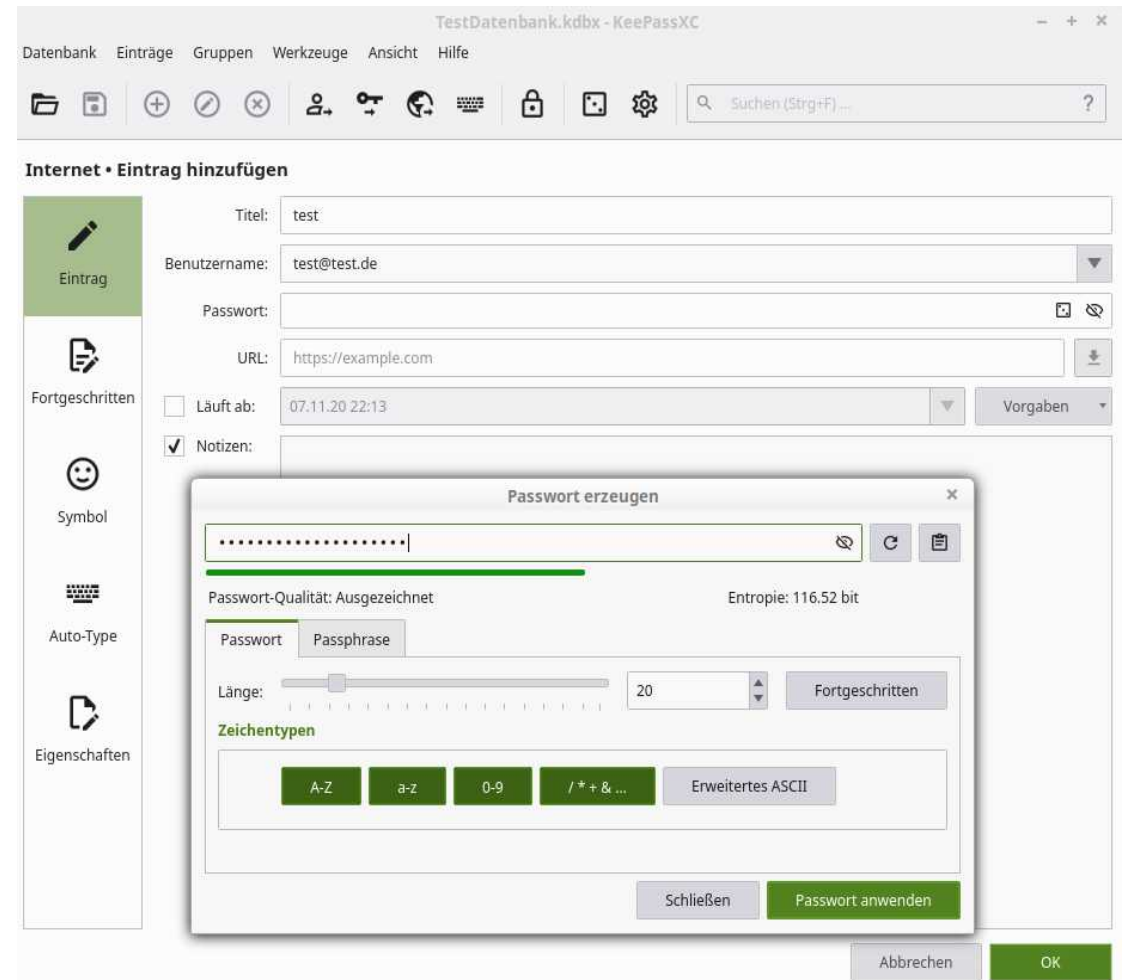 TestDatenbank.kdbx - KeePassXC
Datenbank Einträge Gruppen Werkzeuge Ansicht Hilfe
Suchen (Strg+F) ... ?
Internet • Eintrag hinzufügen
Eintrag
Fortgeschritten
Symbol
Auto-Type
Eigenschaften
Titel: test
Benutzername: test@test.de
Passwort:
URL: https://example.com
Läuft ab: 07.11.20 22:13 Vorgaben
Notizen:
Passwort erzeugen
••••••••••••••••••••
Passwort-Qualität: Ausgezeichnet Entropie: 116.52 bit
Passwort Passphrase
Länge: 20 Fortgeschritten
Zeichentypen
A-Z a-z 0-9 / * + & ... Erweitertes ASCII
Schließen Passwort anwenden
Abbrechen OK